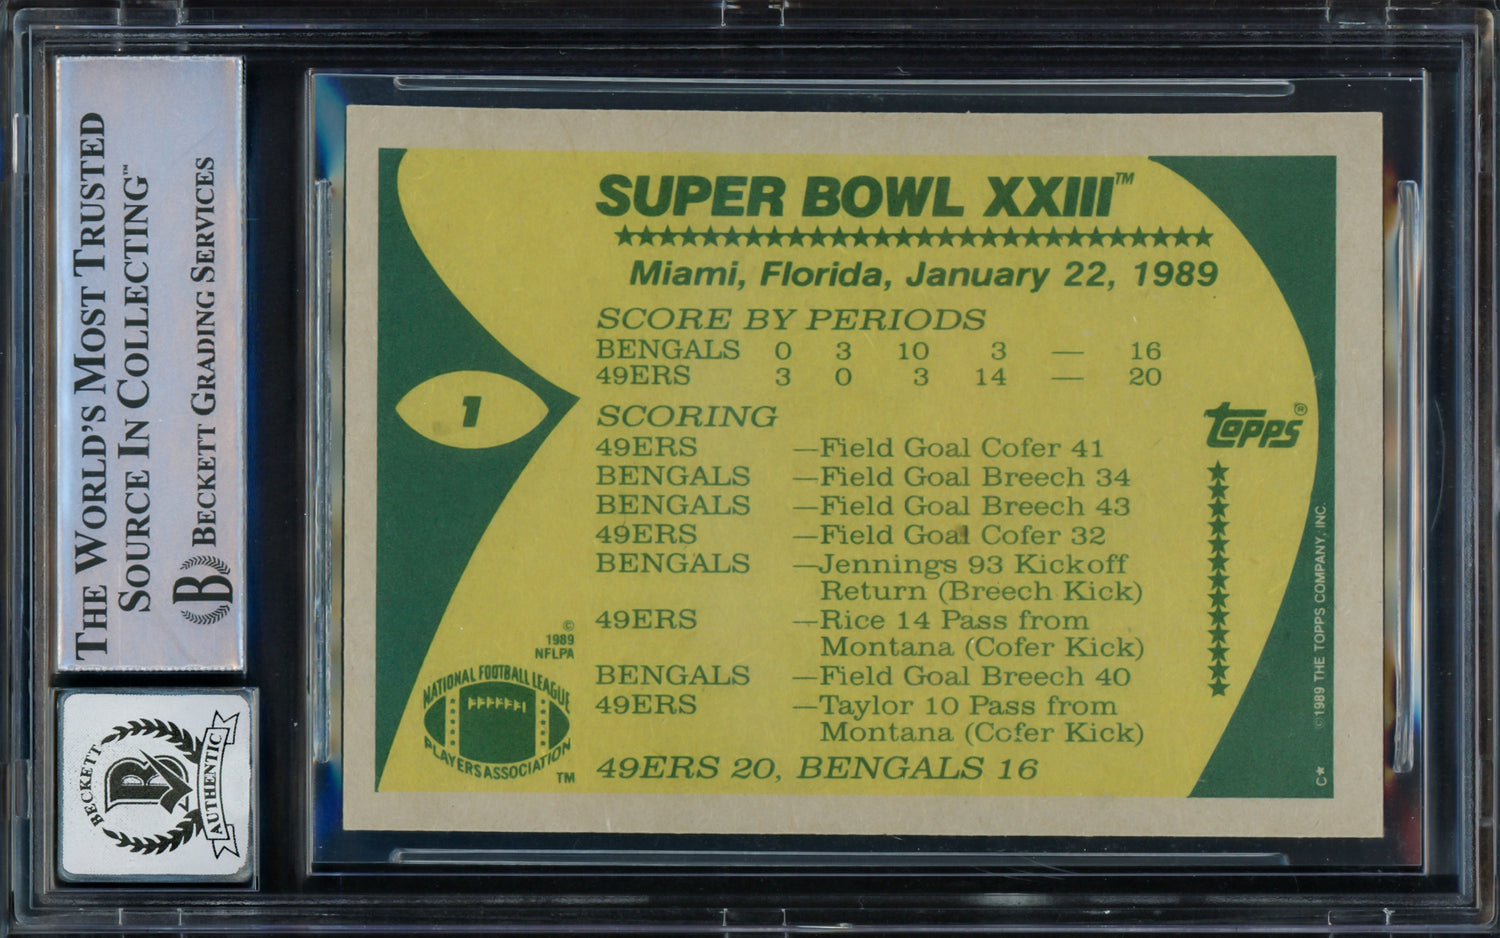 THE WORLD'S MOST TRUSTED
SOURCE IN COLLECTING™
B BECKETT GRADING SERVICES
BECKETT
B
AUTHENTIC
SUPER BOWL XXIII™
Miami, Florida, January 22, 1989
SCORE BY PERIODS
BENGALS 0 3 10 3 — 16
49ERS 3 0 3 14 — 20
1
SCORING
49ERS —Field Goal Cofer 41
BENGALS —Field Goal Breech 34
BENGALS —Field Goal Breech 43
49ERS —Field Goal Cofer 32
BENGALS —Jennings 93 Kickoff
Return (Breech Kick)
49ERS —Rice 14 Pass from
Montana (Cofer Kick)
BENGALS —Field Goal Breech 40
49ERS —Taylor 10 Pass from
Montana (Cofer Kick)
49ERS 20, BENGALS 16
©
1989
NFLPA
NATIONAL FOOTBALL LEAGUE
PLAYERS ASSOCIATION
™
topps®
©1989 THE TOPPS COMPANY, INC.
C*